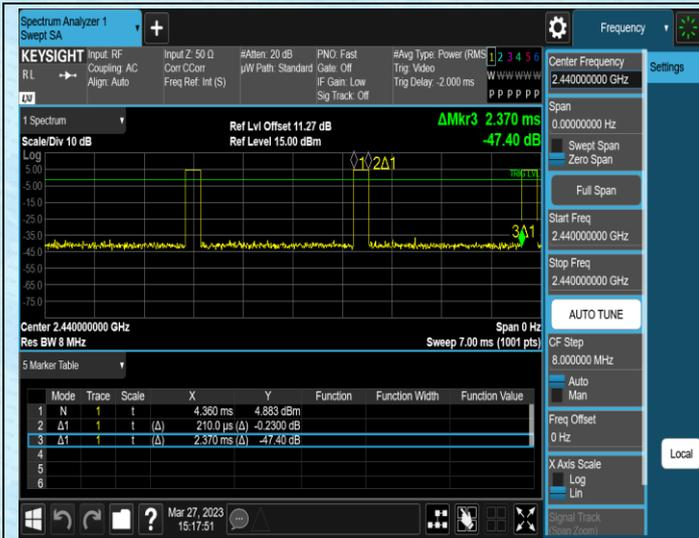 Spectrum Analyzer 1
Swept SA
+
Frequency
Settings
KEYSIGHT
RL
LXI
Input: RF
Coupling: AC
Align: Auto
Input Z: 50 Ω
Corr CCorr
Freq Ref: Int (S)
#Atten: 20 dB
µW Path: Standard
PNO: Fast
Gate: Off
IF Gain: Low
Sig Track: Off
#Avg Type: Power (RMS
Trig: Video
Trig Delay: -2.000 ms
1 2 3 4 5 6
W W W W W W
P P P P P P
1 Spectrum
Scale/Div 10 dB
Ref Lvl Offset 11.27 dB
Ref Level 15.00 dBm
ΔMkr3 2.370 ms
-47.40 dB
Log
5.00
-5.00
-15.0
-25.0
-35.0
-45.0
-55.0
-65.0
-75.0
1
2Δ1
TRIG LVL
3Δ1
Center 2.440000000 GHz
Res BW 8 MHz
Span 0 Hz
Sweep 7.00 ms (1001 pts)
5 Marker Table
Mode Trace Scale X Y Function Function Width Function Value
1 N 1 t 4.360 ms 4.883 dBm
2 Δ1 1 t (Δ) 210.0 µs (Δ) -0.2300 dB
3 Δ1 1 t (Δ) 2.370 ms (Δ) -47.40 dB
4
5
6
?
Mar 27, 2023
15:17:51
Center Frequency
2.440000000 GHz
Span
0.00000000 Hz
Swept Span
Zero Span
Full Span
Start Freq
2.440000000 GHz
Stop Freq
2.440000000 GHz
AUTO TUNE
CF Step
8.000000 MHz
Auto
Man
Freq Offset
0 Hz
X Axis Scale
Log
Lin
Signal Track
(Span Zoom)
Local